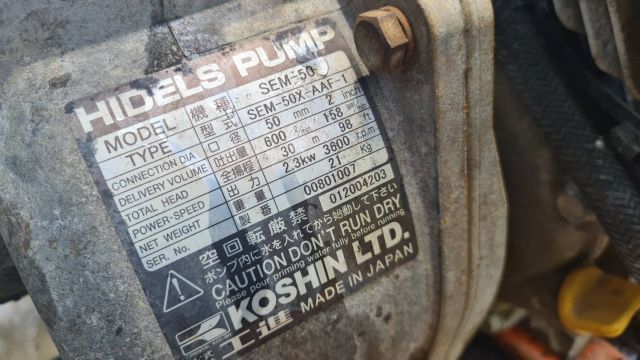 HIDELS PUMP
MODEL 機種 SEM-50
TYPE 型式 SEM-50X-AAF-1
CONNECTION DIA 口径 50 mm 2 inch
DELIVERY VOLUME 吐出量 600 ℓ/min 158 gal/min
TOTAL HEAD 全揚程 30 m 98 ft
POWER-SPEED 出力 2.3kw 3600 r.p.m
NET WEIGHT 重量 21 Kg
SER. No. 製番 00801007 012004203
空回転厳禁
ポンプ内に水を入れてから始動して下さい
CAUTION DON'T RUN DRY
Please pour priming water fully before running
KOSHIN LTD.
工進 MADE IN JAPAN